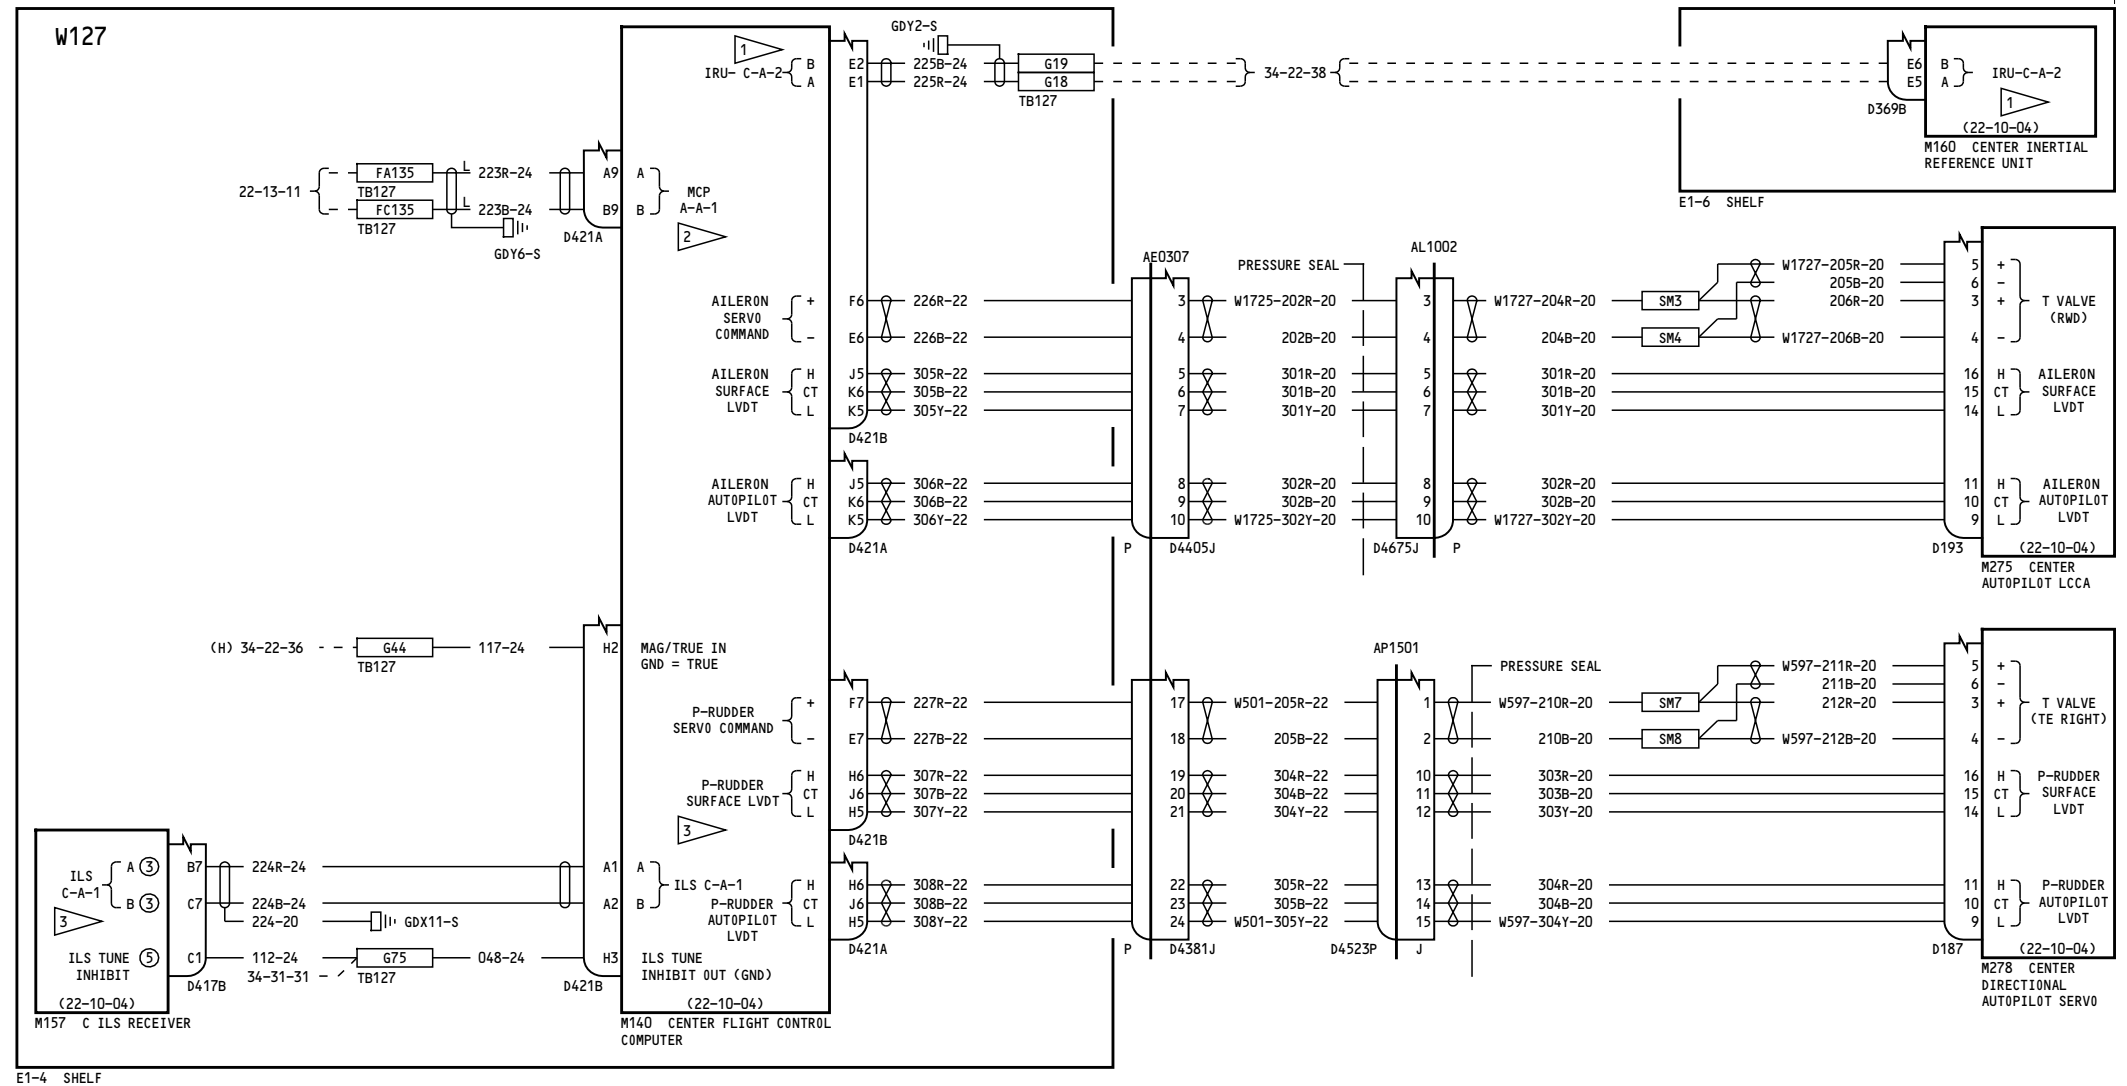 W127
GDY2-S
1
IRU- C-A-2
B
A
E2
E1
225B-24
225R-24
G19
G18
TB127
34-22-38
E6
E5
B
A
IRU-C-A-2
1
D369B
(22-10-04)
M160 CENTER INERTIAL
REFERENCE UNIT
E1-6 SHELF
22-13-11
FA135
TB127
FC135
TB127
L
L
223R-24
223B-24
GDY6-S
A9
B9
D421A
A
B
MCP
A-A-1
2
AILERON
SERVO
COMMAND
+
-
F6
E6
226R-22
226B-22
AILERON
SURFACE
LVDT
H
CT
L
J5
K6
K5
305R-22
305B-22
305Y-22
D421B
AILERON
AUTOPILOT
LVDT
H
CT
L
J5
K6
K5
306R-22
306B-22
306Y-22
D421A
AE0307
3
4
5
6
7
8
9
10
P
D4405J
PRESSURE SEAL
W1725-202R-20
202B-20
301R-20
301B-20
301Y-20
302R-20
302B-20
W1725-302Y-20
AL1002
3
4
5
6
7
8
9
10
D4675J
P
W1727-204R-20
204B-20
301R-20
301B-20
301Y-20
302R-20
302B-20
W1727-302Y-20
SM3
SM4
W1727-205R-20
205B-20
206R-20
W1727-206B-20
5
6
3
4
16
15
14
11
10
9
D193
+
-
+
-
T VALVE
(RWD)
H
CT
L
AILERON
SURFACE
LVDT
H
CT
L
AILERON
AUTOPILOT
LVDT
(22-10-04)
M275 CENTER
AUTOPILOT LCCA
(H) 34-22-36
G44
TB127
117-24
H2
MAG/TRUE IN
GND = TRUE
P-RUDDER
SERVO COMMAND
+
-
F7
E7
227R-22
227B-22
P-RUDDER
SURFACE LVDT
H
CT
L
H6
J6
H5
307R-22
307B-22
307Y-22
3
D421B
ILS
C-A-1
A
3
B
3
3
ILS TUNE
INHIBIT
5
(22-10-04)
M157 C ILS RECEIVER
B7
C7
C1
D417B
224R-24
224B-24
224-20
GDX11-S
112-24
34-31-31
G75
TB127
048-24
A1
A2
H3
D421B
A
B
ILS C-A-1
P-RUDDER
AUTOPILOT
LVDT
H
CT
L
H6
J6
H5
308R-22
308B-22
308Y-22
D421A
ILS TUNE
INHIBIT OUT (GND)
(22-10-04)
M140 CENTER FLIGHT CONTROL
COMPUTER
17
18
19
20
21
22
23
24
P
D4381J
W501-205R-22
205B-22
304R-22
304B-22
304Y-22
305R-22
305B-22
W501-305Y-22
AP1501
1
2
10
11
12
13
14
15
D4523P
J
PRESSURE SEAL
W597-210R-20
210B-20
303R-20
303B-20
303Y-20
304R-20
304B-20
W597-304Y-20
SM7
SM8
W597-211R-20
211B-20
212R-20
W597-212B-20
5
6
3
4
16
15
14
11
10
9
D187
+
-
+
-
T VALVE
(TE RIGHT)
H
CT
L
P-RUDDER
SURFACE
LVDT
H
CT
L
P-RUDDER
AUTOPILOT
LVDT
(22-10-04)
M278 CENTER
DIRECTIONAL
AUTOPILOT SERVO
E1-4 SHELF